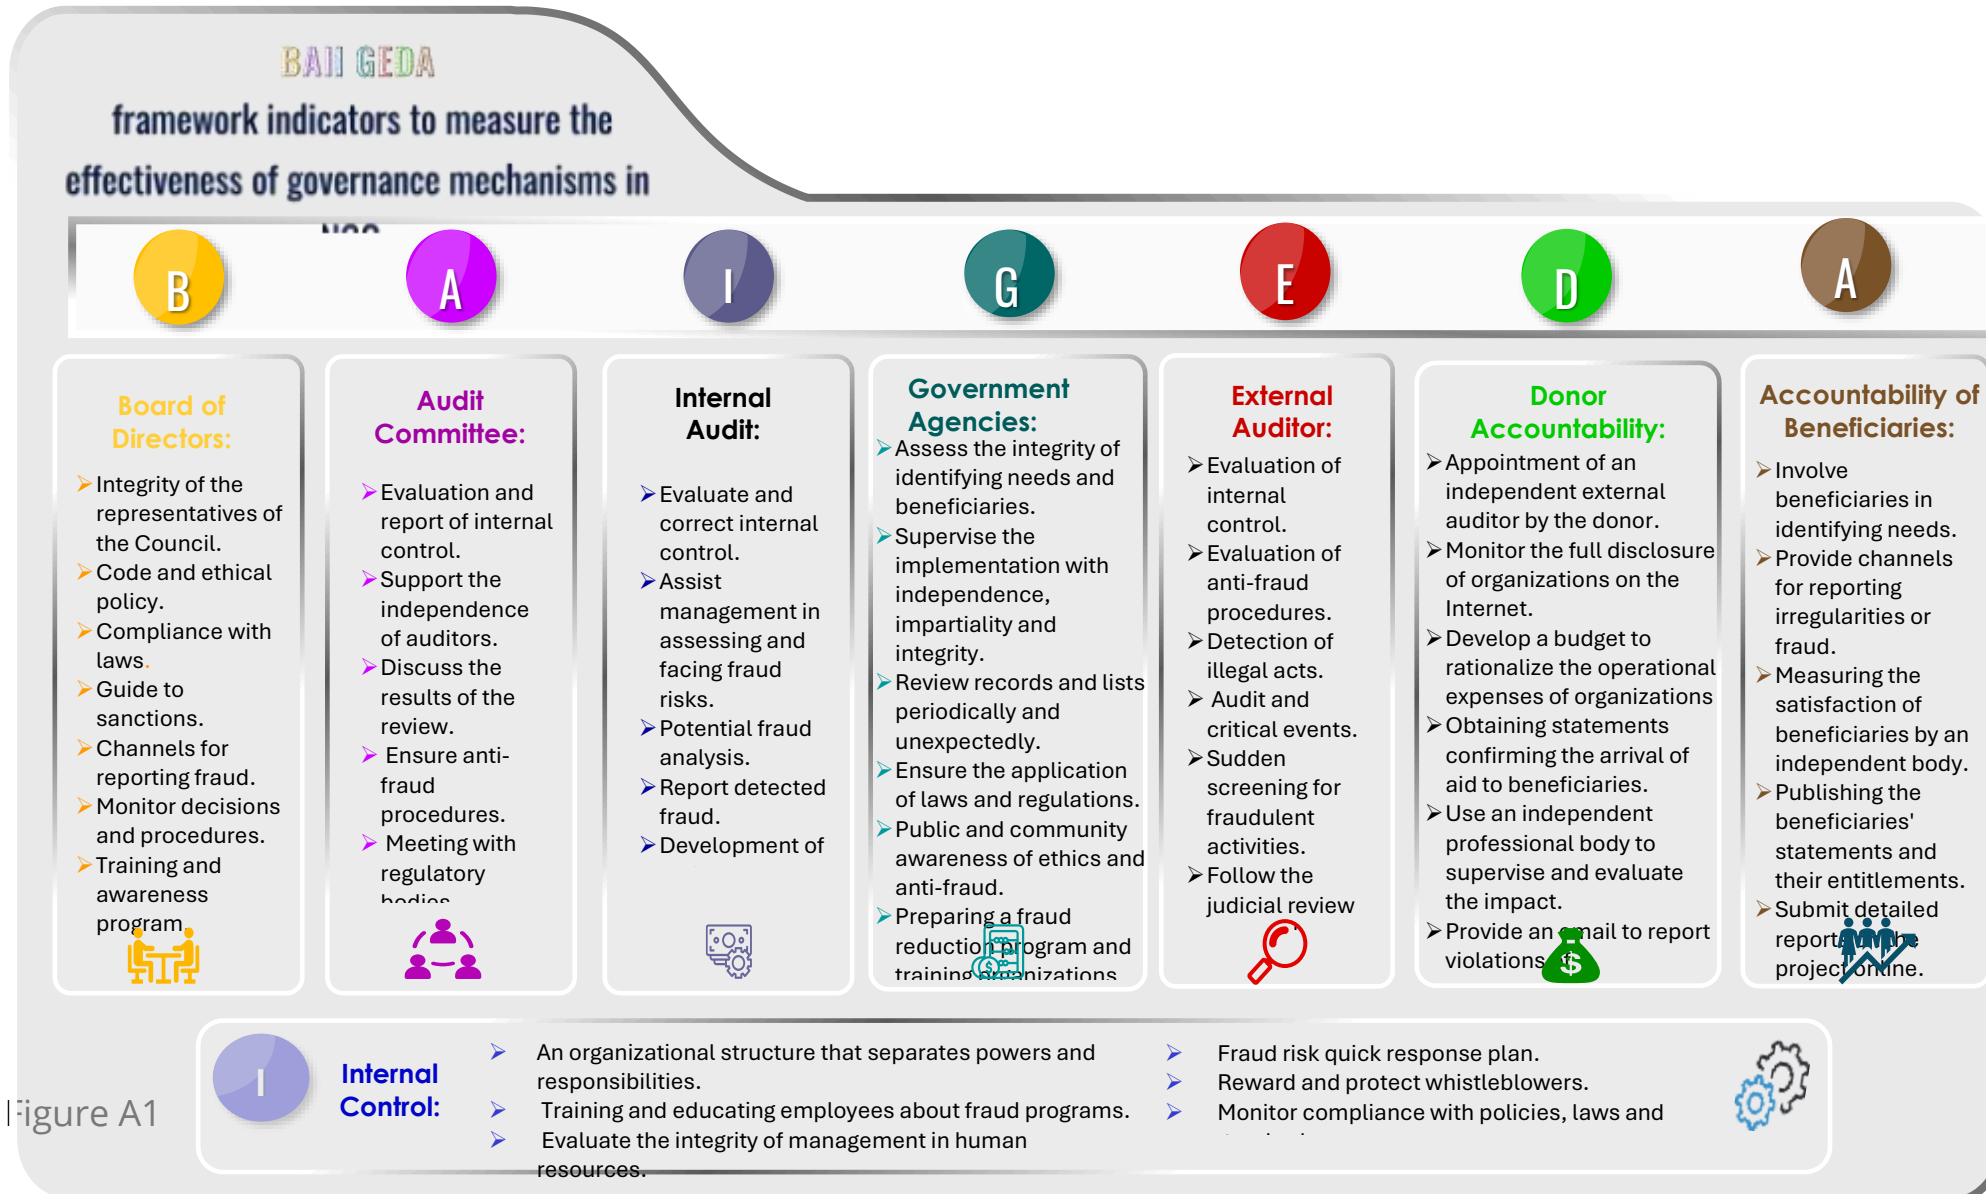 BAII GEDA
framework indicators to measure the
effectiveness of governance mechanisms in
B
A
I
G
E
D
A
Board of
Directors:
➢Integrity of the
representatives of
the Council.
➢Code and ethical
policy.
➢Compliance with
laws.
➢Guide to
sanctions.
➢Channels for
reporting fraud.
➢Monitor decisions
and procedures.
➢Training and
awareness
program.
Audit
Committee:
➢Evaluation and
report of internal
control.
➢Support the
independence
of auditors.
➢Discuss the
results of the
review.
➢ Ensure anti-
fraud
procedures.
➢ Meeting with
regulatory
bodies
Internal
Audit:
➢Evaluate and
correct internal
control.
➢Assist
management in
assessing and
facing fraud
risks.
➢Potential fraud
analysis.
➢Report detected
fraud.
➢Development of
Government
Agencies:
➢Assess the integrity of
identifying needs and
beneficiaries.
➢Supervise the
implementation with
independence,
impartiality and
integrity.
➢Review records and lists
periodically and
unexpectedly.
➢Ensure the application
of laws and regulations.
➢Public and community
awareness of ethics and
anti-fraud.
➢Preparing a fraud
reduction program and
training organizations
External
Auditor:
➢Evaluation of
internal
control.
➢Evaluation of
anti-fraud
procedures.
➢Detection of
illegal acts.
➢ Audit and
critical events.
➢Sudden
screening for
fraudulent
activities.
➢Follow the
judicial review
Donor
Accountability:
➢Appointment of an
independent external
auditor by the donor.
➢Monitor the full disclosure
of organizations on the
Internet.
➢Develop a budget to
rationalize the operational
expenses of organizations
➢Obtaining statements
confirming the arrival of
aid to beneficiaries.
➢Use an independent
professional body to
supervise and evaluate
the impact.
➢Provide an email to report
violations
$
Accountability of
Beneficiaries:
➢Involve
beneficiaries in
identifying needs.
➢Provide channels
for reporting
irregularities or
fraud.
➢Measuring the
satisfaction of
beneficiaries by an
independent body.
➢Publishing the
beneficiaries'
statements and
their entitlements.
➢Submit detailed
report the
project online.
I
Internal
Control:
➢ An organizational structure that separates powers and
responsibilities.
➢ Training and educating employees about fraud programs.
➢ Evaluate the integrity of management in human
resources.
➢ Fraud risk quick response plan.
➢ Reward and protect whistleblowers.
➢ Monitor compliance with policies, laws and
Figure A1